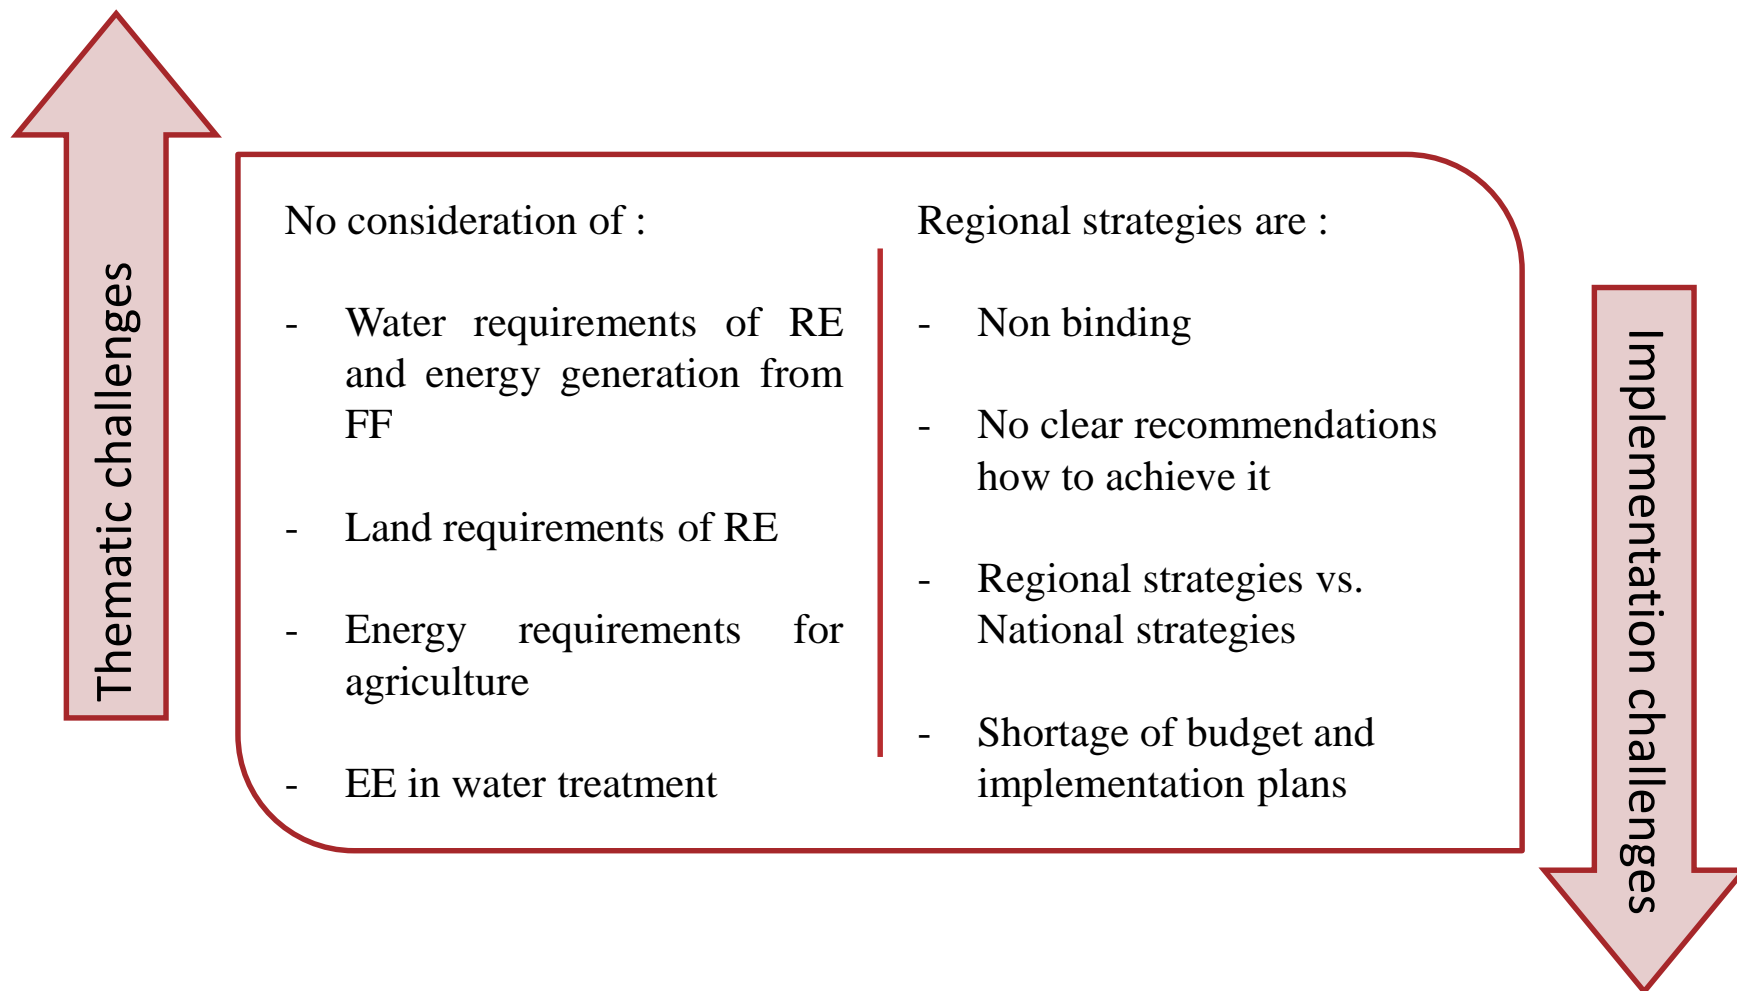 Thematic challenges
No consideration of :
- Water requirements of RE
and energy generation from
FF
- Land requirements of RE
- Energy requirements for
agriculture
- EE in water treatment
Regional strategies are :
- Non binding
- No clear recommendations
how to achieve it
- Regional strategies vs.
National strategies
- Shortage of budget and
implementation plans
Implementation challenges